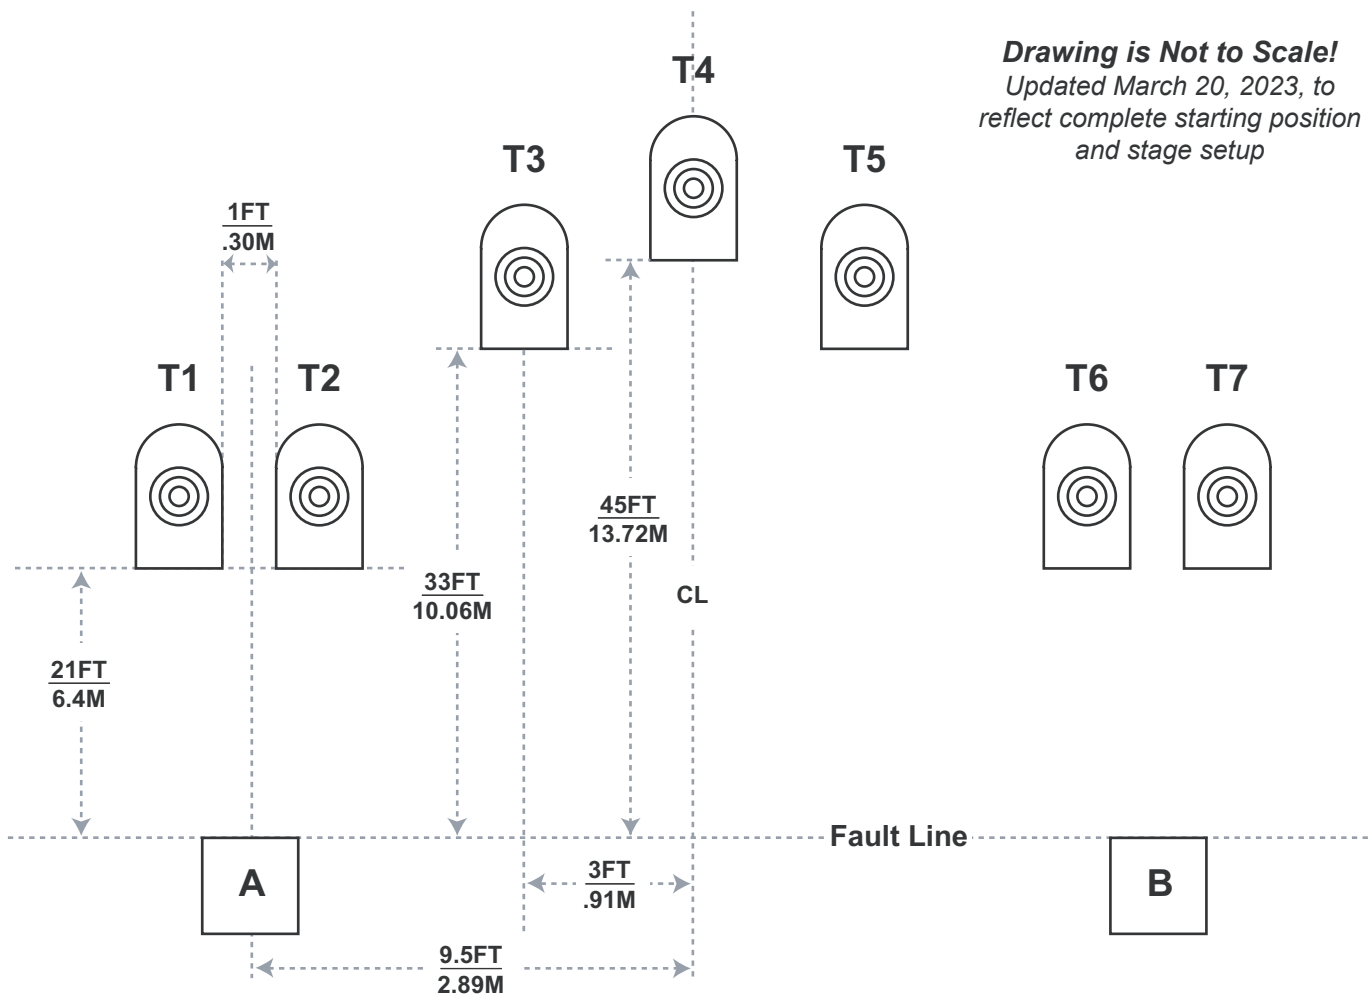 Drawing is Not to Scale!
Updated March 20, 2023, to
reflect complete starting position
and stage setup
T4
T3
T5
1FT
.30M
T1
T2
T6
T7
45FT
13.72M
33FT
10.06M
CL
21FT
6.4M
Fault Line
A
3FT
.91M
B
9.5FT
2.89M